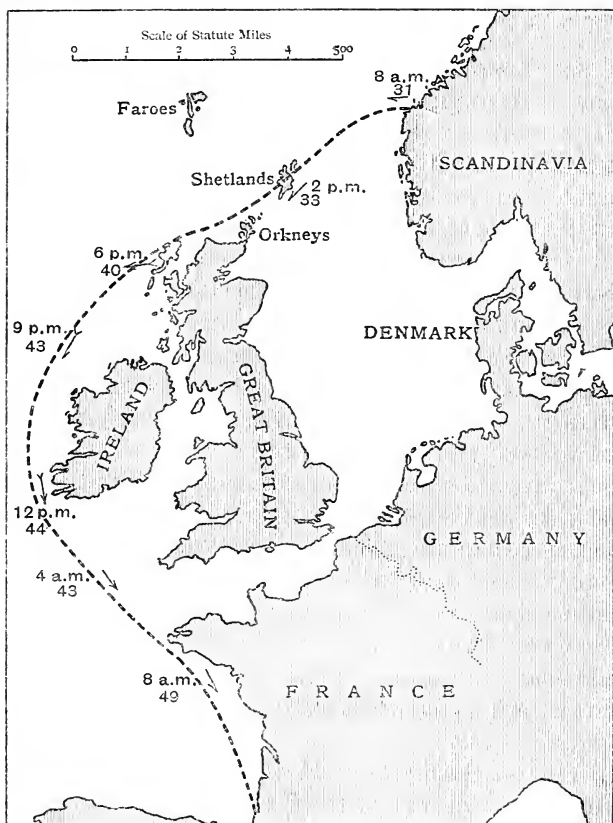 Scale of Statute Miles
0 1 2 3 4 500
8 a.m.
31
Faroes
SCANDINAVIA
Shetlands
2 p.m.
33
Orkneys
6 p.m.
40
9 p.m.
43
DENMARK
IRELAND
GREAT BRITAIN
12 p.m.
44
GERMANY
4 a.m.
43
8 a.m.
49
FRANCE